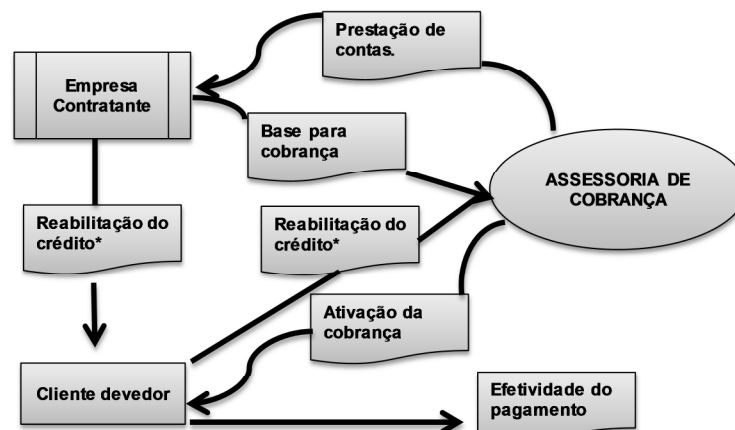 Prestação de
contas.
Empresa
Contratante
Base para
cobrança
ASSESSORIA DE
COBRANÇA
Reabilitação do
crédito*
Reabilitação do
crédito*
Ativação da
cobrança
Cliente devedor
Efetividade do
pagamento